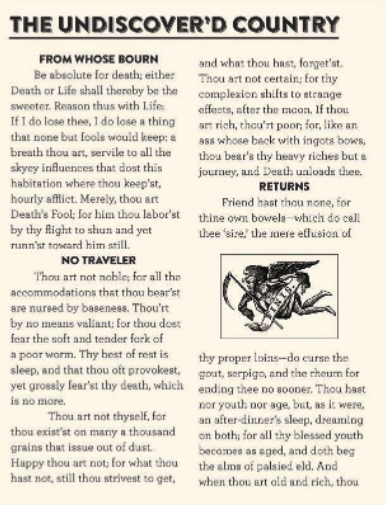 THE UNDISCOVER'D COUNTRY
FROM WHOSE BOURN
Be absolute for death; either
Death or Life shall thereby be the
sweeter. Reason thus with Life:
If I do lose thee, I do lose a thing
that none but fools would keep: a
breath thou art, servile to all the
skyey influences that dost this
habitation where thou keep'st,
hourly afflict. Merely, thou art
Death's Fool; for him thou labor'st
by thy flight to shun and yet
runn'st toward him still.
NO TRAVELER
Thou art not noble; for all the
accommodations that thou bear'st
are nursed by baseness. Thou'rt
by no means valiant; for thou dost
fear the soft and tender fork of
a poor worm. Thy best of rest is
sleep, and that thou oft provokest,
yet grossly fear'st thy death, which
is no more.
Thou art not thyself, for
thou exist'st on many a thousand
grains that issue out of dust.
Happy thou art not; for what thou
hast not, still thou strivest to get,
and what thou hast, forget'st.
Thou art not certain; for thy
complexion shifts to strange
effects, after the moon. If thou
art rich, thou'rt poor; for, like an
ass whose back with ingots bows,
thou bear's thy heavy riches but a
journey, and Death unloads thee.
RETURNS
Friend hast thou none, for
thine own bowels—which do call
thee 'sire,' the mere effusion of
thy proper loins—do curse the
gout, serpigo, and the rheum for
ending thee no sooner. Thou hast
nor youth nor age, but, as it were,
an after-dinner's sleep, dreaming
on both; for all thy blessed youth
becomes as aged, and doth beg
the alms of palsied eld. And
when thou art old and rich, thou